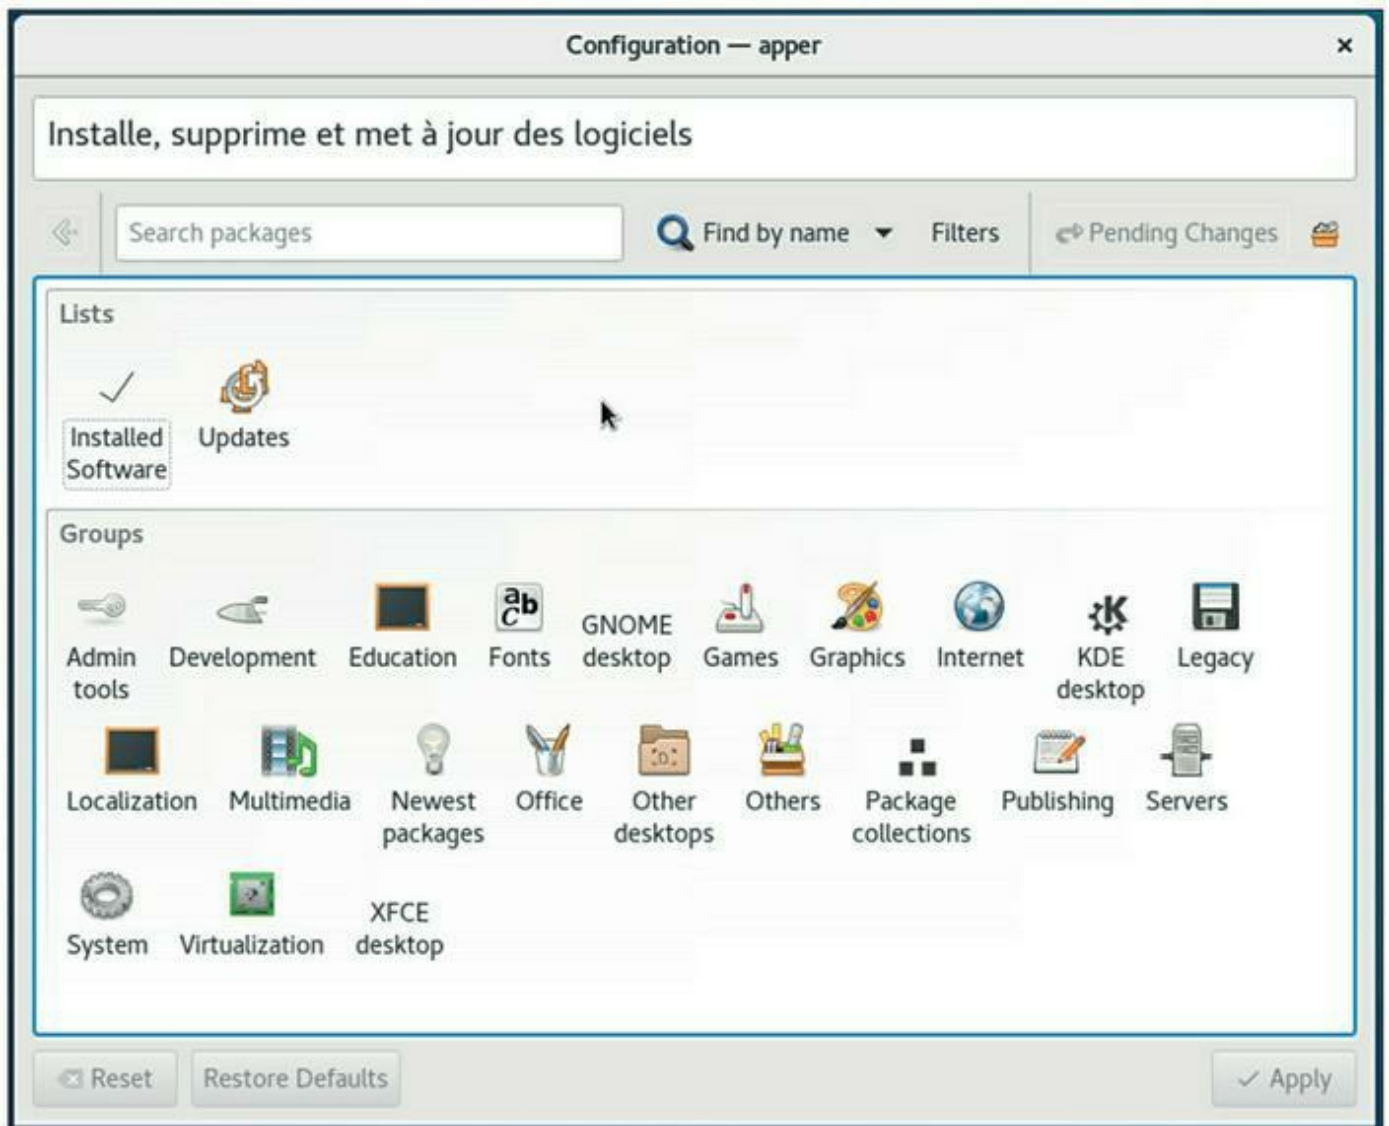 Configuration — apper
Installe, supprime et met à jour des logiciels
Search packages
Find by name
Filters
Pending Changes
Lists
Installed
Software
Updates
Groups
Admin
tools
Development
Education
abc
Fonts
GNOME
desktop
Games
Graphics
Internet
KDE
desktop
Legacy
Localization
Multimedia
Newest
packages
Office
Other
desktops
Others
Package
collections
Publishing
Servers
System
Virtualization
XFCE
desktop
Reset
Restore Defaults
Apply